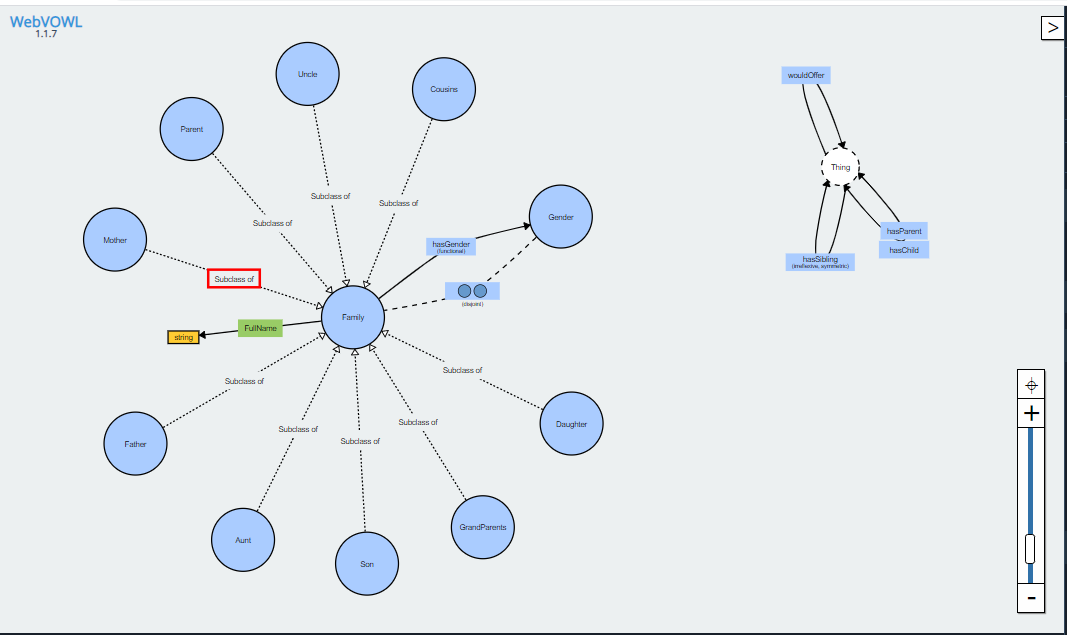 WebVOWL
1.1.7
>
Uncle
Cousins
wouldOffer
Parent
Thing
Subclass of
Subclass of
Subclass of
Gender
Mother
hasGender
(functional)
hasParent
hasChild
hasSibling
(irreflexive, symmetric)
Subclass of
(disjoint)
Family
FullName
string
Subclass of
Subclass of
Daughter
Subclass of
Subclass of
Subclass of
Father
GrandParents
Aunt
Son
+
-